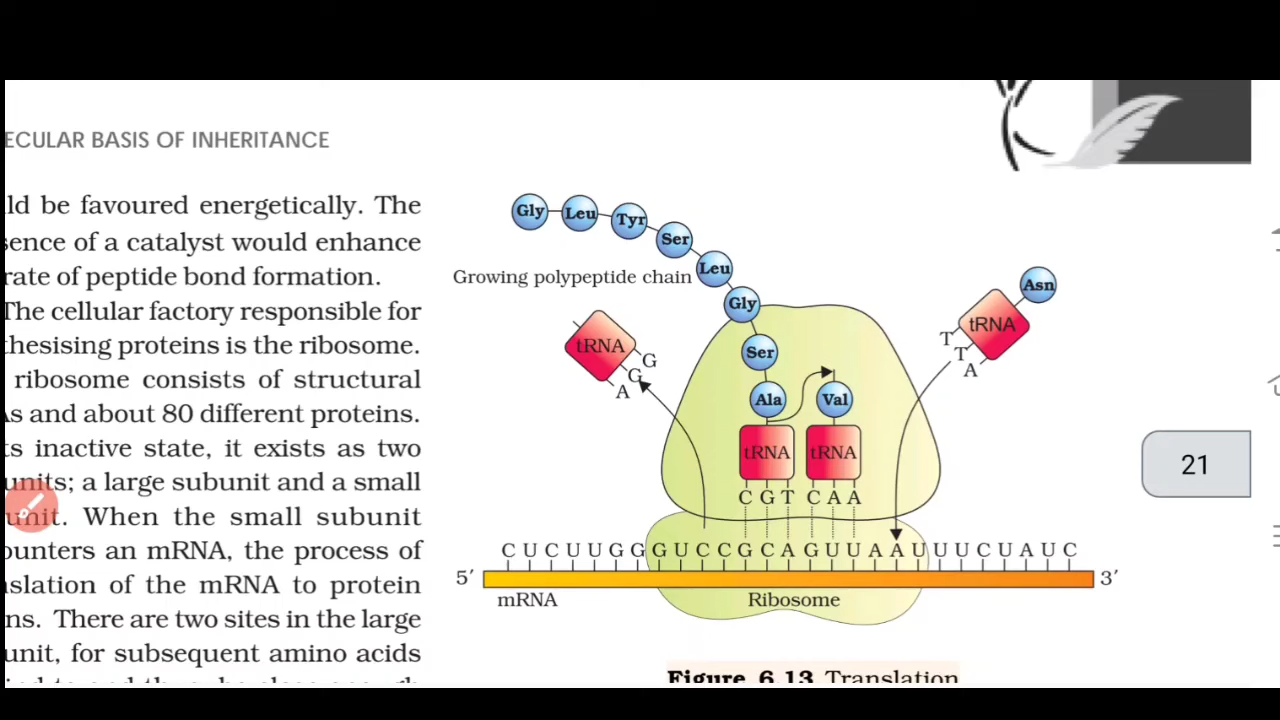 ECULAR BASIS OF INHERITANCE
ld be favoured energetically. The
sence of a catalyst would enhance
rate of peptide bond formation.
The cellular factory responsible for
thesising proteins is the ribosome.
ribosome consists of structural
As and about 80 different proteins.
ts inactive state, it exists as two
units; a large subunit and a small
unit. When the small subunit
ounters an mRNA, the process of
nslation of the mRNA to protein
ns. There are two sites in the large
unit, for subsequent amino acids
Gly Leu Tyr Ser Leu Gly Ser Ala Val
Growing polypeptide chain
tRNA
A G G
Asn
tRNA
T T A
tRNA tRNA
C G T C A A
C U C U U G G G U C C G C A G U U A A U U U C U A U C
5′ 3′
mRNA Ribosome
21
Figure 6.13 Translation